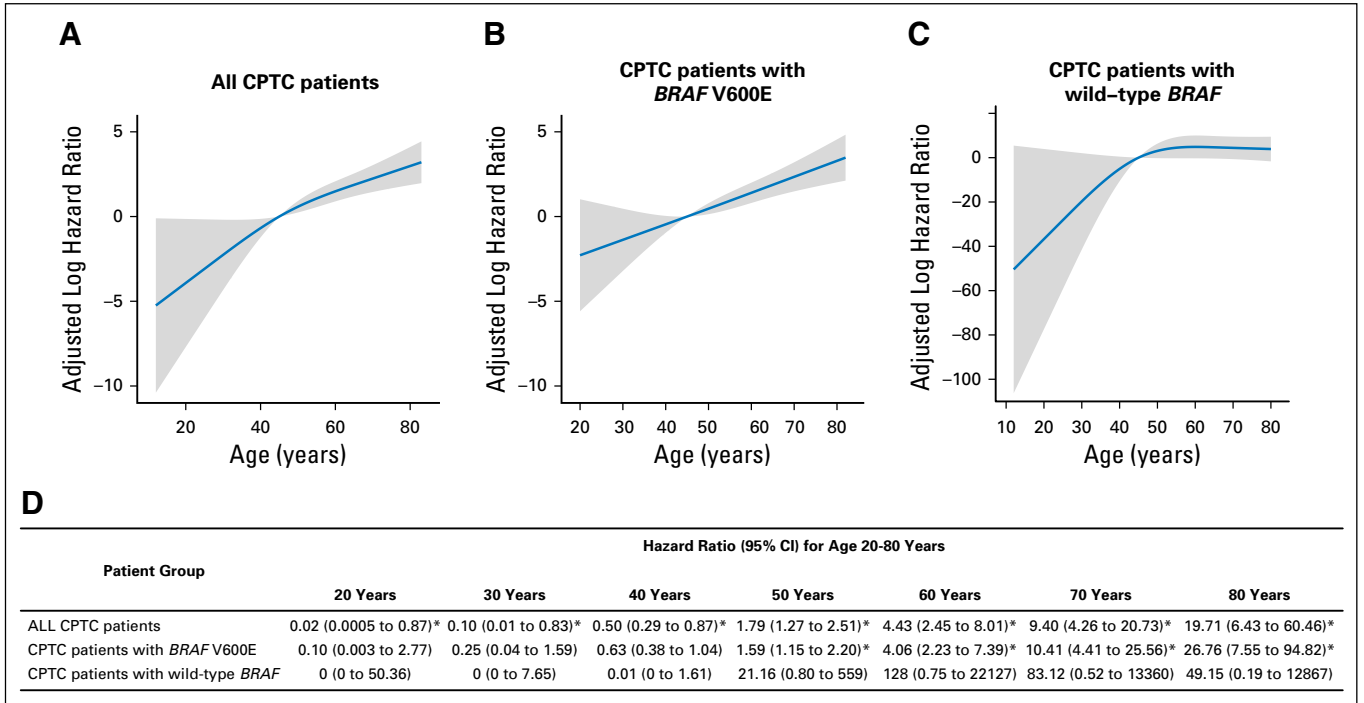 A
All CPTC patients
Adjusted Log Hazard Ratio
5
0
−5
−10
20 40 60 80
Age (years)
B
CPTC patients with
BRAF V600E
Adjusted Log Hazard Ratio
5
0
−5
−10
20 30 40 50 60 70 80
Age (years)
C
CPTC patients with
wild–type BRAF
Adjusted Log Hazard Ratio
0
−20
−40
−60
−80
−100
10 20 30 40 50 60 70 80
Age (years)
D
Hazard Ratio (95% CI) for Age 20-80 Years
Patient Group
20 Years 30 Years 40 Years 50 Years 60 Years 70 Years 80 Years
ALL CPTC patients 0.02 (0.0005 to 0.87)* 0.10 (0.01 to 0.83)* 0.50 (0.29 to 0.87)* 1.79 (1.27 to 2.51)* 4.43 (2.45 to 8.01)* 9.40 (4.26 to 20.73)* 19.71 (6.43 to 60.46)*
CPTC patients with BRAF V600E 0.10 (0.003 to 2.77) 0.25 (0.04 to 1.59) 0.63 (0.38 to 1.04) 1.59 (1.15 to 2.20)* 4.06 (2.23 to 7.39)* 10.41 (4.41 to 25.56)* 26.76 (7.55 to 94.82)*
CPTC patients with wild-type BRAF 0 (0 to 50.36) 0 (0 to 7.65) 0.01 (0 to 1.61) 21.16 (0.80 to 559) 128 (0.75 to 22127) 83.12 (0.52 to 13360) 49.15 (0.19 to 12867)